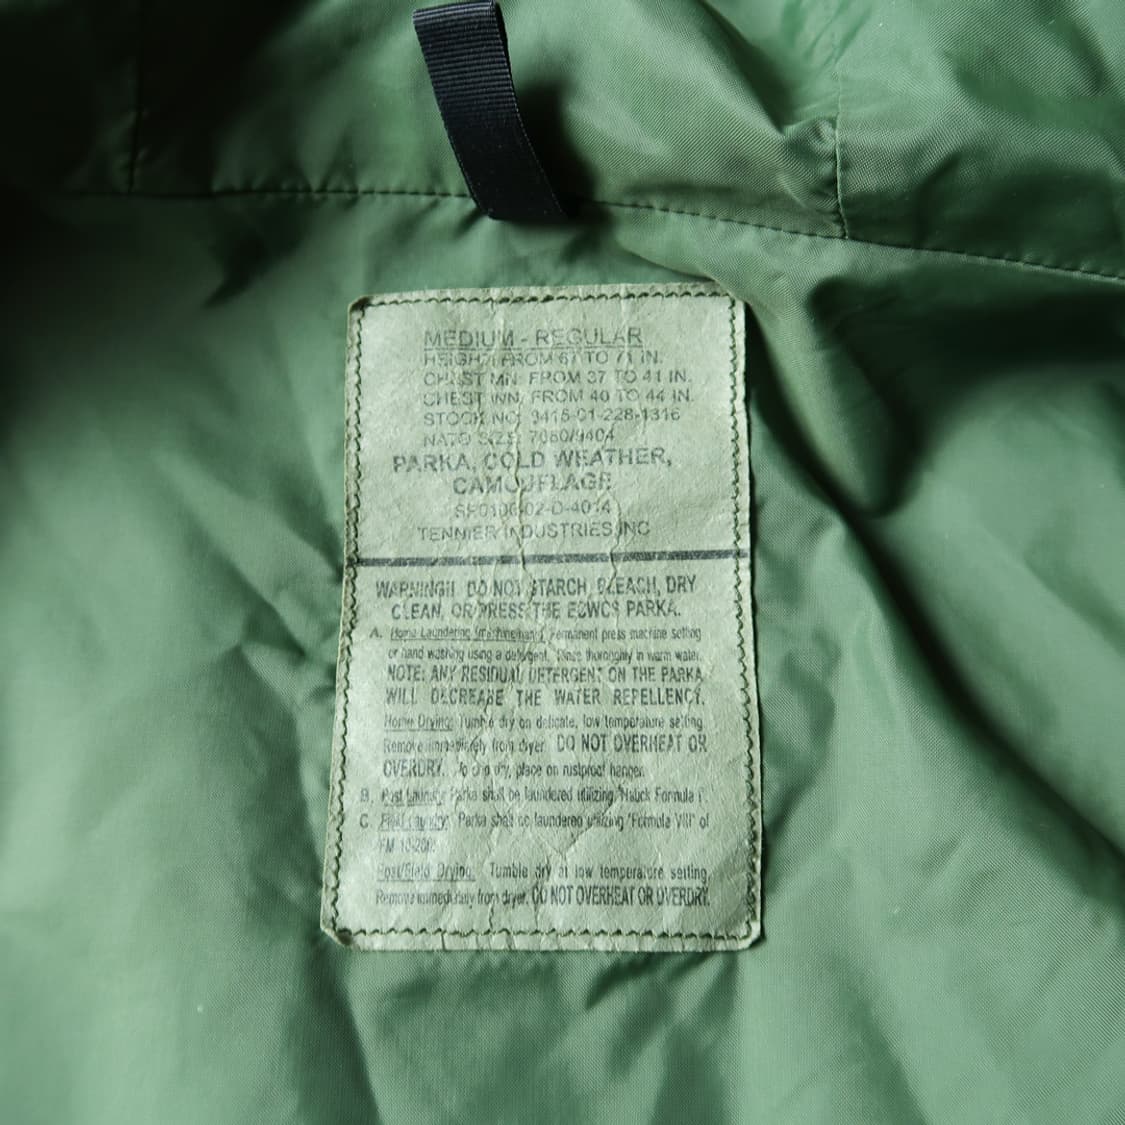 MEDIUM - REGULAR
HEIGHT: FROM 67 TO 71 IN.
CHEST MN: FROM 37 TO 41 IN.
CHEST WN: FROM 40 TO 44 IN.
STOCK NO: 8415-01-228-1316
NATO SIZE: 7080/9404
PARKA, COLD WEATHER,
CAMOUFLAGE
SP0100-02-D-4014
TENNIER INDUSTRIES, INC
WARNING!! DO NOT STARCH, BLEACH, DRY
CLEAN, OR PRESS THE ECWCS PARKA.
A. Home Laundering Permanent press machine setting
or hand washing using a detergent. Rinse thoroughly in warm water.
NOTE: ANY RESIDUAL DETERGENT ON THE PARKA
WILL DECREASE THE WATER REPELLENCY.
Home Drying: Tumble dry on delicate, low temperature setting.
Remove immediately from dryer. DO NOT OVERHEAT OR
OVERDRY. To drip dry, place on rustproof hanger.
B. Post Laundry: Parka shall be laundered utilizing "Natick Formula I".
C. Field Laundry: Parka shall be laundered utilizing "Formula VIII" of
FM 10-280.
Post/Field Drying: Tumble dry at low temperature setting.
Remove immediately from dryer. DO NOT OVERHEAT OR OVERDRY.